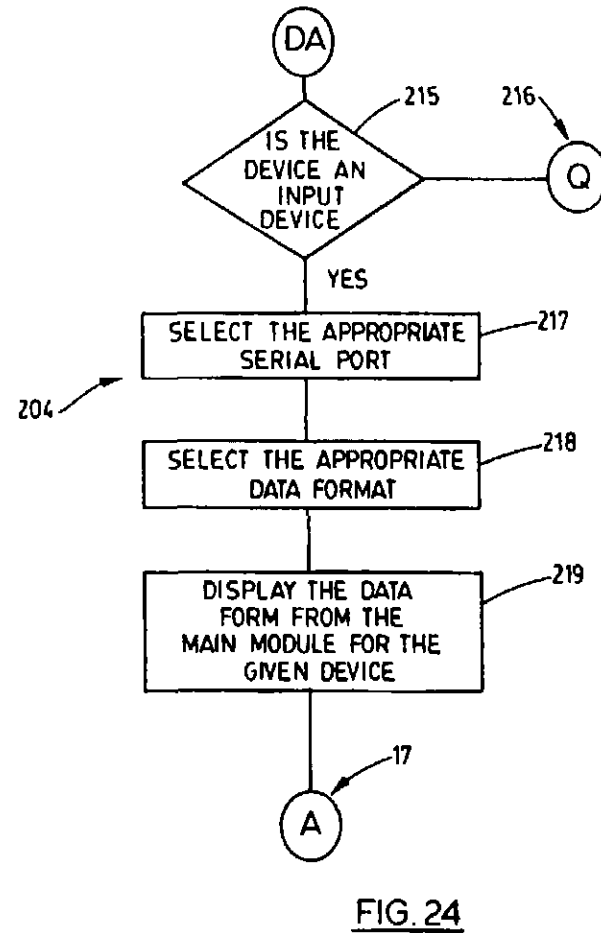 DA
215
216
IS THE
DEVICE AN
INPUT
DEVICE
Q
YES
SELECT THE APPROPRIATE
SERIAL PORT
217
204
SELECT THE APPROPRIATE
DATA FORMAT
218
DISPLAY THE DATA
FORM FROM THE
MAIN MODULE FOR THE
GIVEN DEVICE
219
17
A
FIG. 24